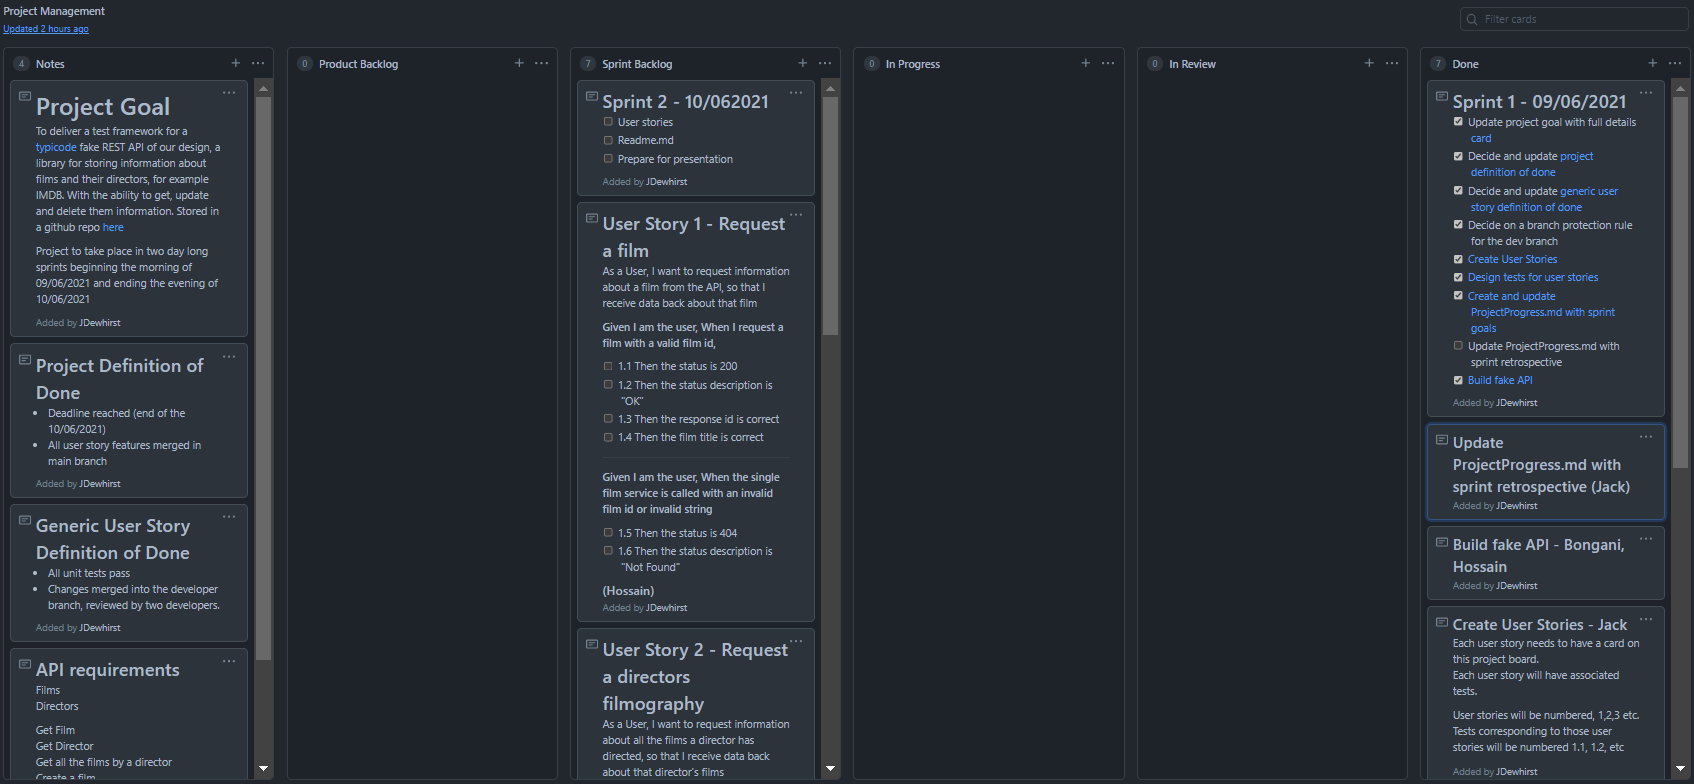 Project Management
Updated 2 hours ago
Filter cards
4 Notes
Project Goal
To deliver a test framework for a
typicode fake REST API of our design, a
library for storing information about
films and their directors, for example
IMDB. With the ability to get, update
and delete them information. Stored in
a github repo here
Project to take place in two day long
sprints beginning the morning of
09/06/2021 and ending the evening of
10/06/2021
Added by JDewhirst
Project Definition of
Done
Deadline reached (end of the
10/06/2021)
All user story features merged in
main branch
Added by JDewhirst
Generic User Story
Definition of Done
All unit tests pass
Changes merged into the developer
branch, reviewed by two developers.
Added by JDewhirst
API requirements
Films
Directors
Get Film
Get Director
Get all the films by a director
Create a film
0 Product Backlog
7 Sprint Backlog
Sprint 2 - 10/062021
User stories
Readme.md
Prepare for presentation
Added by JDewhirst
User Story 1 - Request
a film
As a User, I want to request information
about a film from the API, so that I
receive data back about that film
Given I am the user, When I request a
film with a valid film id,
1.1 Then the status is 200
1.2 Then the status description is
"OK"
1.3 Then the response id is correct
1.4 Then the film title is correct
Given I am the user, When the single
film service is called with an invalid
film id or invalid string
1.5 Then the status is 404
1.6 Then the status description is
"Not Found"
(Hossain)
Added by JDewhirst
User Story 2 - Request
a directors
filmography
As a User, I want to request information
about all the films a director has
directed, so that I receive data back
about that director's films
0 In Progress
0 In Review
7 Done
Sprint 1 - 09/06/2021
Update project goal with full details
card
Decide and update project
definition of done
Decide and update generic user
story definition of done
Decide on a branch protection rule
for the dev branch
Create User Stories
Design tests for user stories
Create and update
ProjectProgress.md with sprint
goals
Update ProjectProgress.md with
sprint retrospective
Build fake API
Added by JDewhirst
Update
ProjectProgress.md with
sprint retrospective (Jack)
Added by JDewhirst
Build fake API - Bongani,
Hossain
Added by JDewhirst
Create User Stories - Jack
Each user story needs to have a card on
this project board.
Each user story will have associated
tests.
User stories will be numbered, 1,2,3 etc.
Tests corresponding to those user
stories will be numbered 1.1, 1.2, etc
Added by JDewhirst